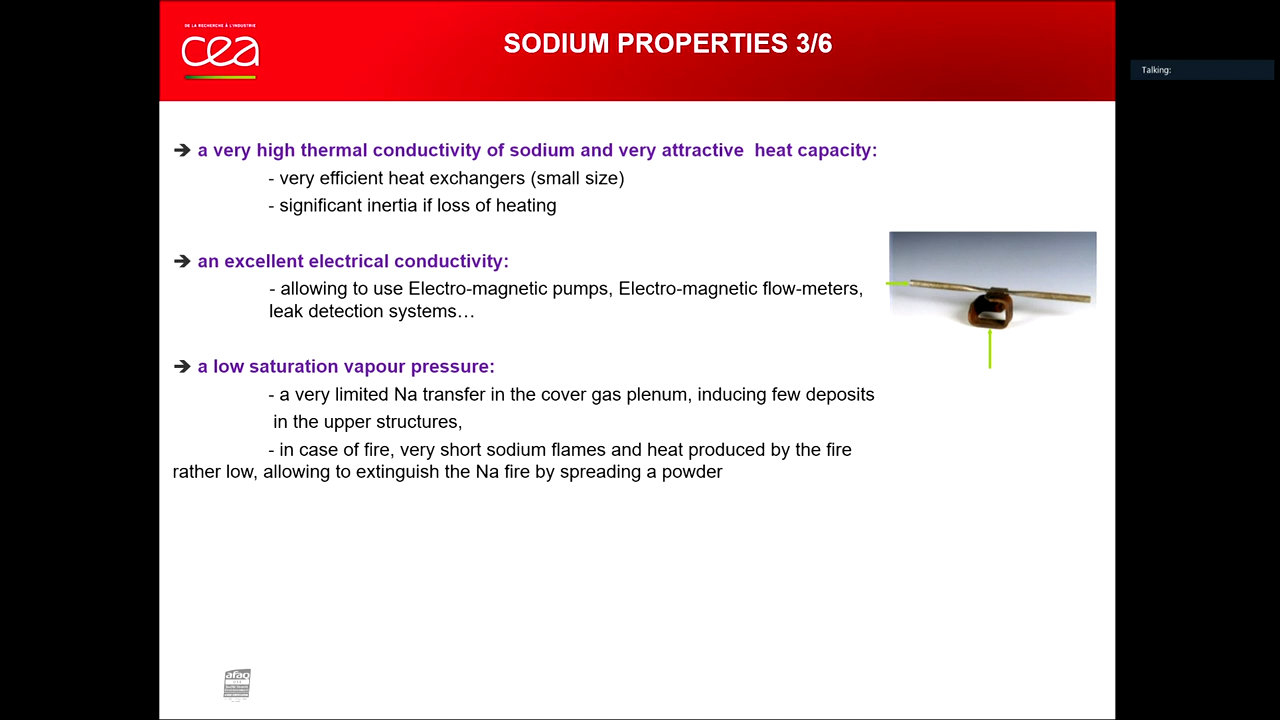 DE LA RECHERCHE À L'INDUSTRIE
cea
SODIUM PROPERTIES 3/6
Talking:
➔ a very high thermal conductivity of sodium and very attractive heat capacity:
- very efficient heat exchangers (small size)
- significant inertia if loss of heating
➔ an excellent electrical conductivity:
- allowing to use Electro-magnetic pumps, Electro-magnetic flow-meters,
leak detection systems…
➔ a low saturation vapour pressure:
- a very limited Na transfer in the cover gas plenum, inducing few deposits
in the upper structures,
- in case of fire, very short sodium flames and heat produced by the fire
rather low, allowing to extinguish the Na fire by spreading a powder
afaq